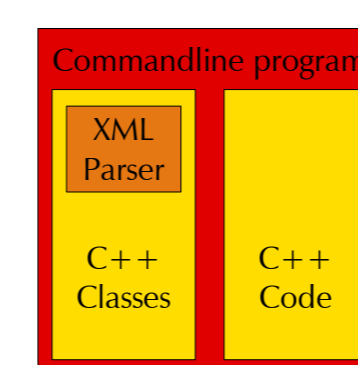 Commandline program
XML
Parser
C++
Classes
C++
Code